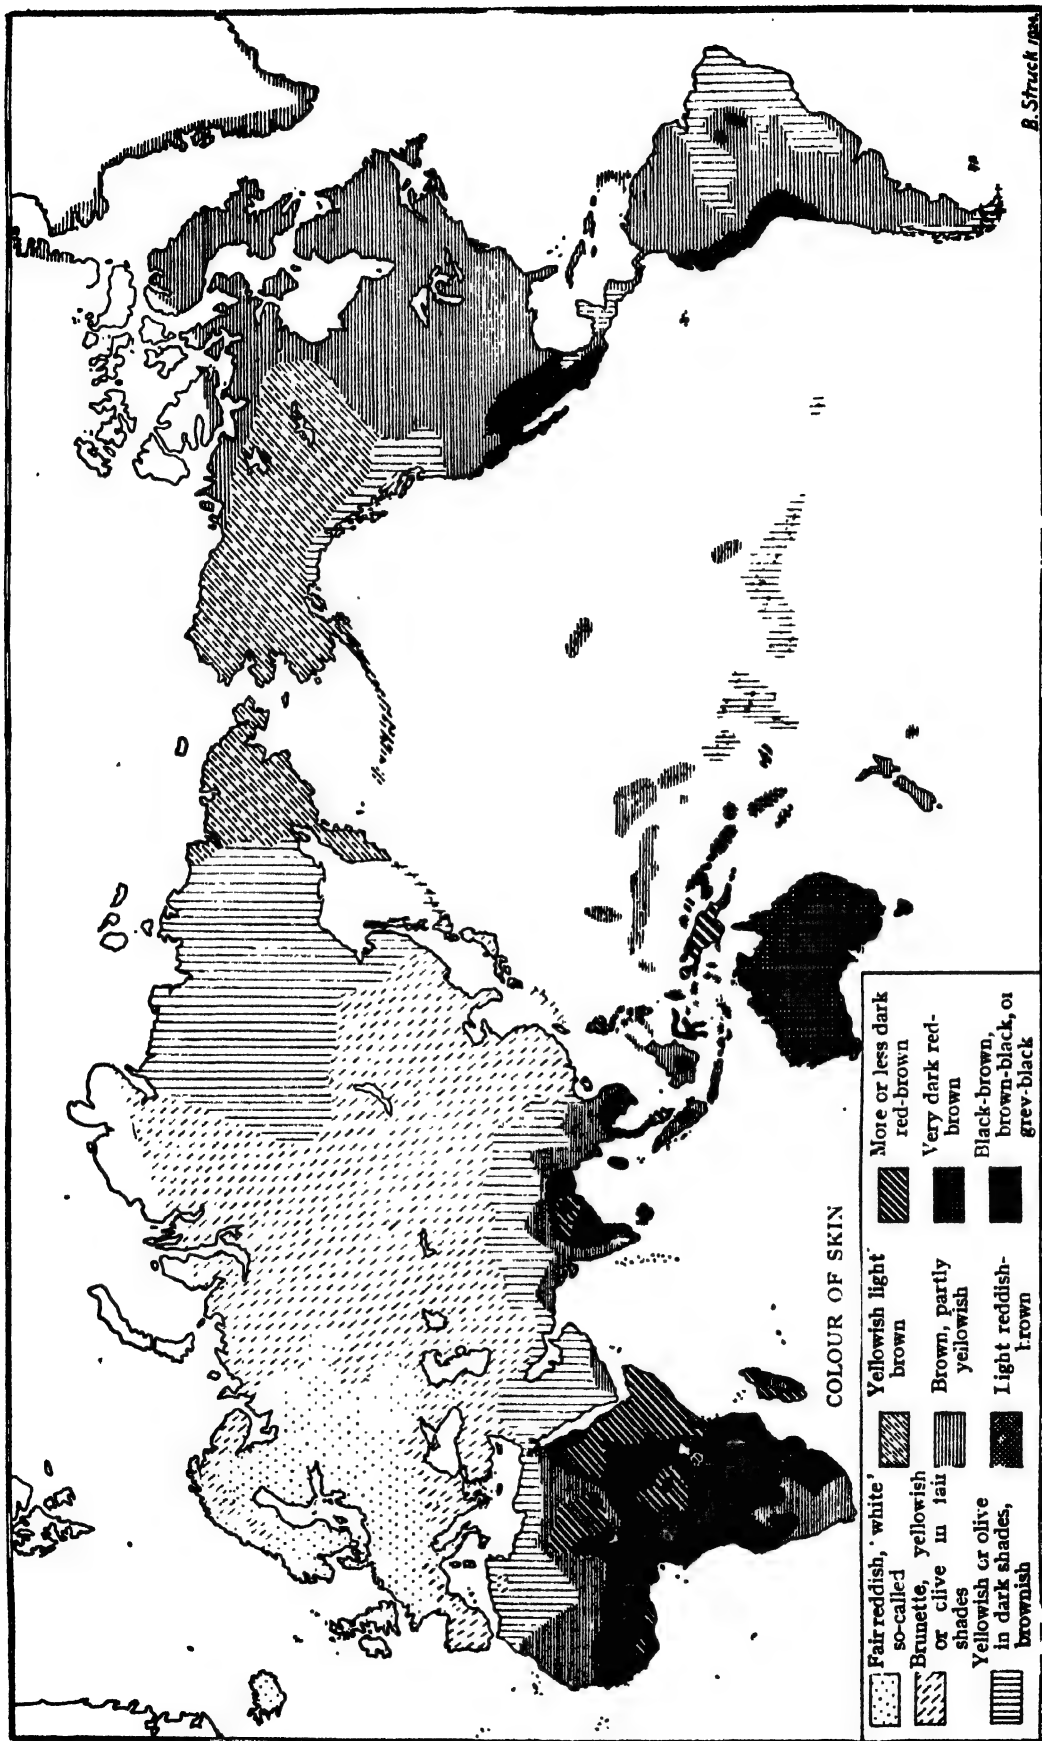 B. Struck 1924.
COLOUR OF SKIN
Fair reddish, 'white'
so-called
Brunette, yellowish
or clive in fair
shades
Yellowish or olive
in dark shades,
brownish
Yellowish light
brown
Brown, partly
yellowish
Light reddish-
brown
More or less dark
red-brown
Very dark red-
brown
Black-brown,
brown-black, or
grey-black